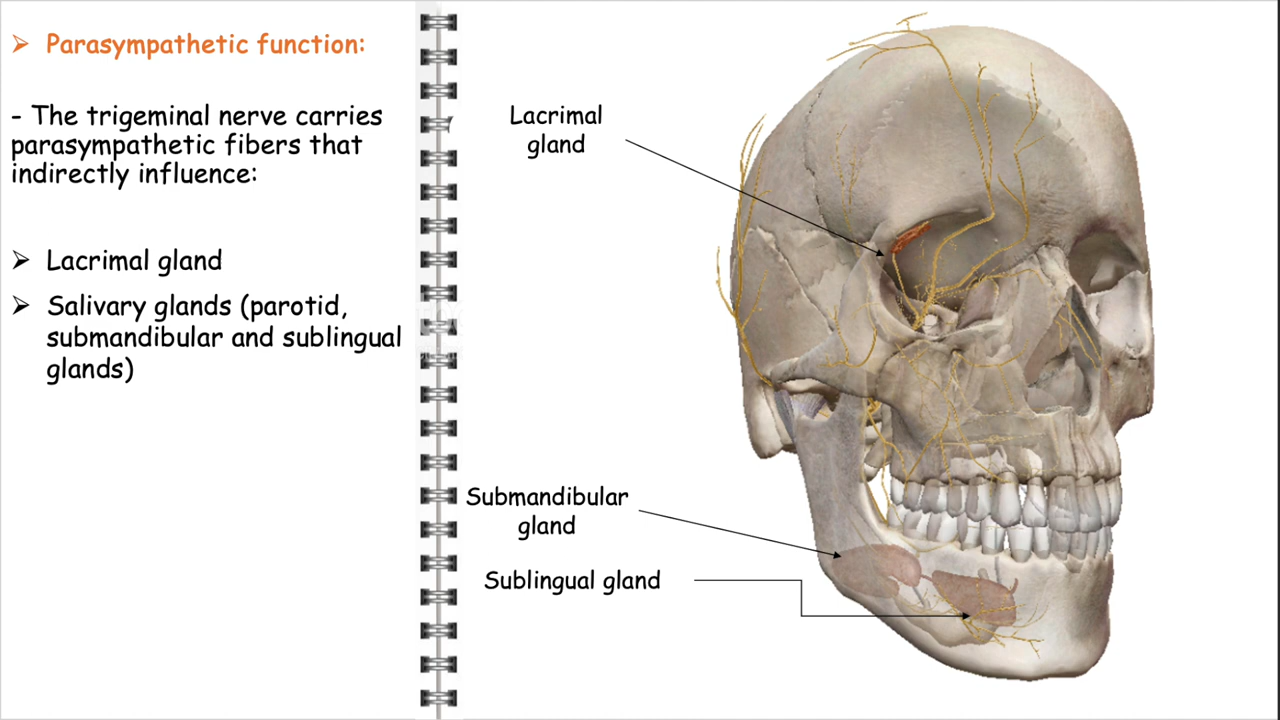 ➢ Parasympathetic function:
- The trigeminal nerve carries
parasympathetic fibers that
indirectly influence:
➢ Lacrimal gland
➢ Salivary glands (parotid,
submandibular and sublingual
glands)
Lacrimal
gland
Submandibular
gland
Sublingual gland